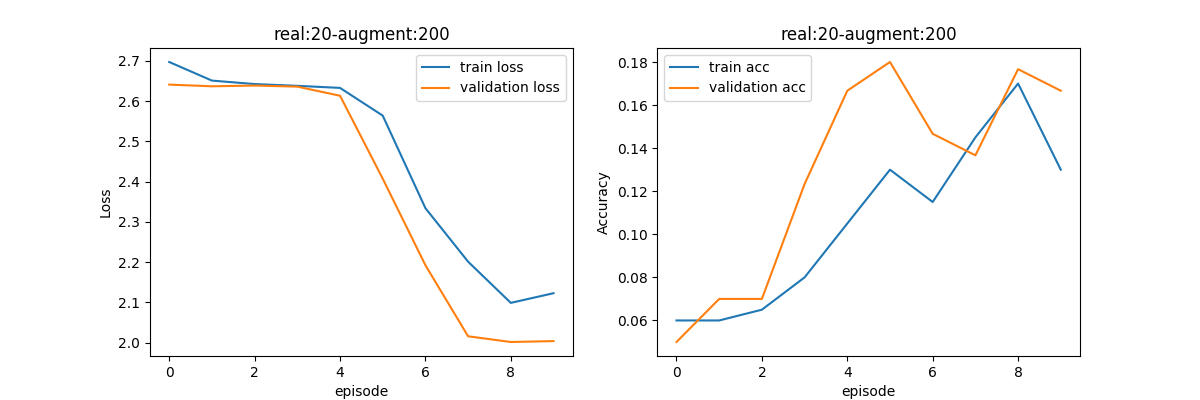 real:20-augment:200
train loss
validation loss
2.7
2.6
2.5
2.4
2.3
2.2
2.1
2.0
Loss
0
2
4
6
8
episode
real:20-augment:200
train acc
validation acc
0.18
0.16
0.14
0.12
0.10
0.08
0.06
Accuracy
0
2
4
6
8
episode